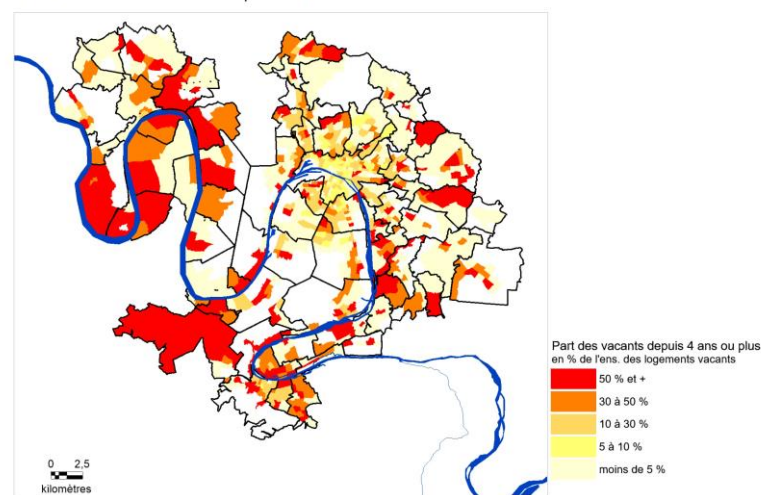 Part des vacants depuis 4 ans ou plus
en % de l'ens. des logements vacants
50 % et +
30 à 50 %
10 à 30 %
5 à 10 %
moins de 5 %
0 2,5
kilomètres